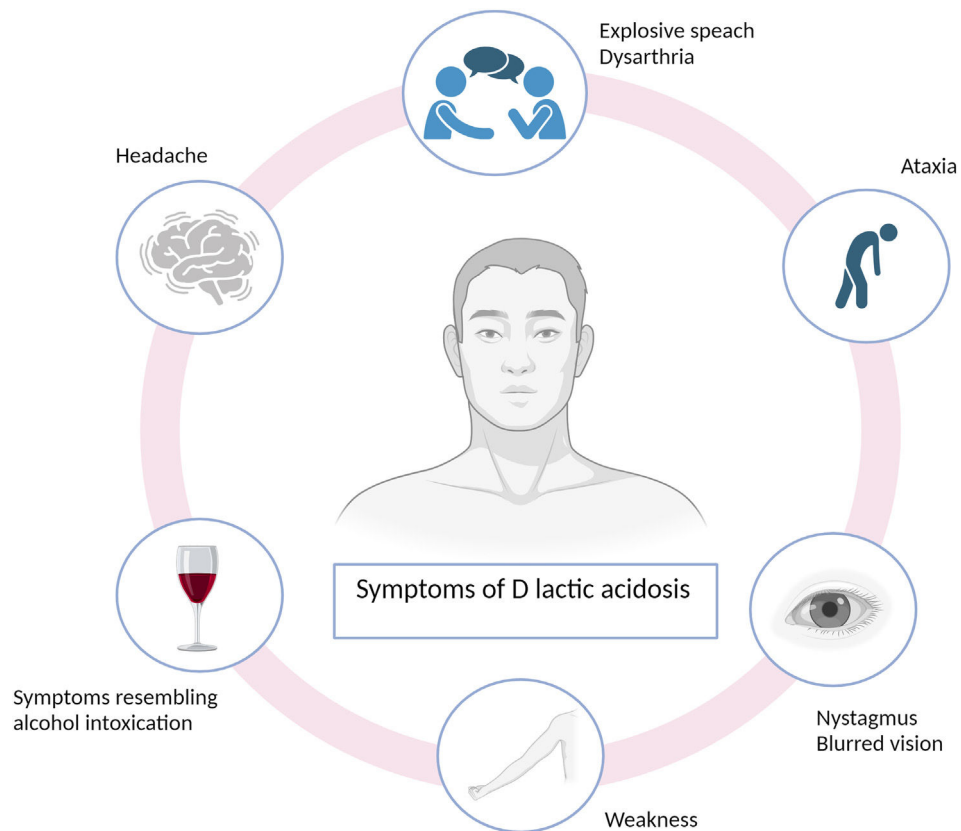 Explosive speach
Dysarthria
Headache
Ataxia
Symptoms of D lactic acidosis
Symptoms resembling
alcohol intoxication
Nystagmus
Blurred vision
Weakness